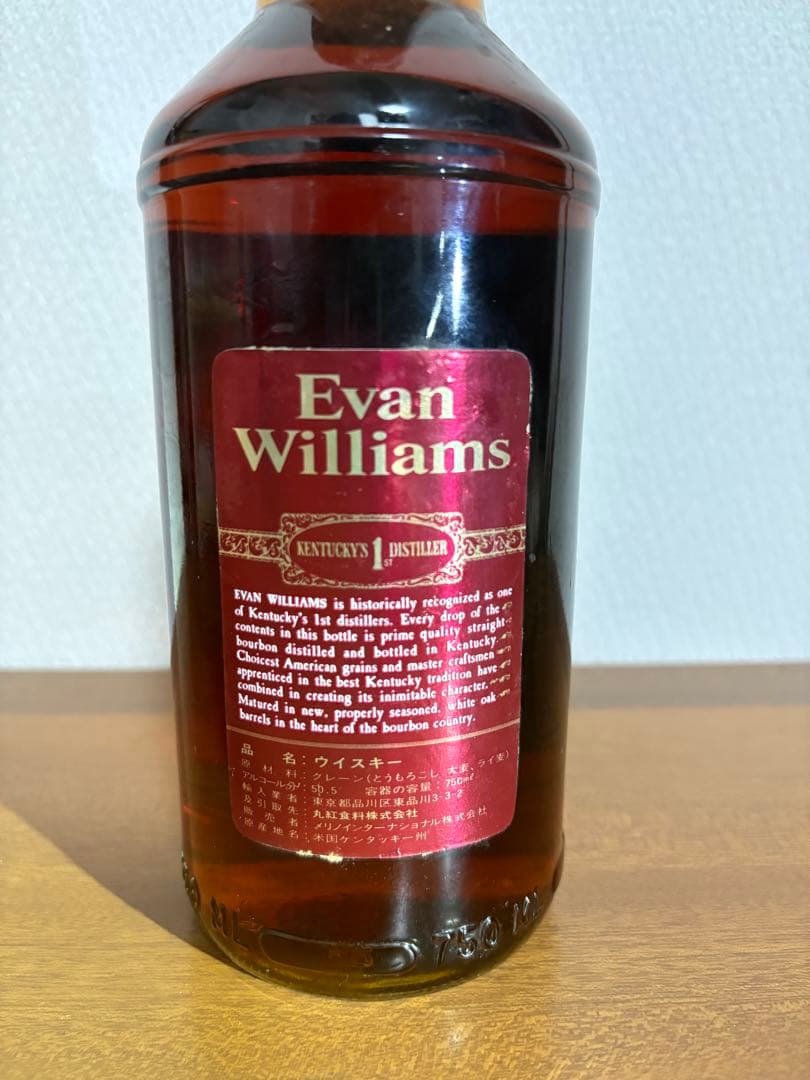 Evan
Williams
KENTUCKY'S 1ST DISTILLER
EVAN WILLIAMS is historically recognized as one
of Kentucky's 1st distillers. Every drop of the
contents in this bottle is prime quality straight
bourbon distilled and bottled in Kentucky.
Choicest American grains and master craftsmen
apprenticed in the best Kentucky tradition have
combined in creating its inimitable character.
Matured in new, properly seasoned, white oak
barrels in the heart of the bourbon country.
品名:ウイスキー
原材料:グレーン(とうもろこし、大麦、ライ麦)
アルコール分:50.5° 容器の容量:750mℓ
輸入業者:東京都品川区東品川3-3-2
及引取先:丸紅食料株式会社
販売者:メリノインターナショナル株式会社
原産地名:米国ケンタッキー州
ML 750 ML